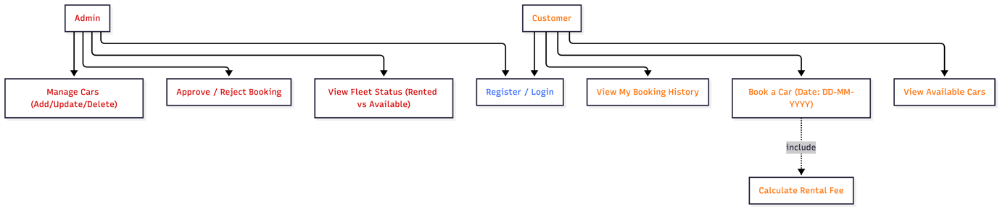 Admin
Customer
Manage Cars
(Add/Update/Delete)
Approve / Reject Booking
View Fleet Status (Rented
vs Available)
Register / Login
View My Booking History
Book a Car (Date: DD-MM-
YYYY)
View Available Cars
include
Calculate Rental Fee